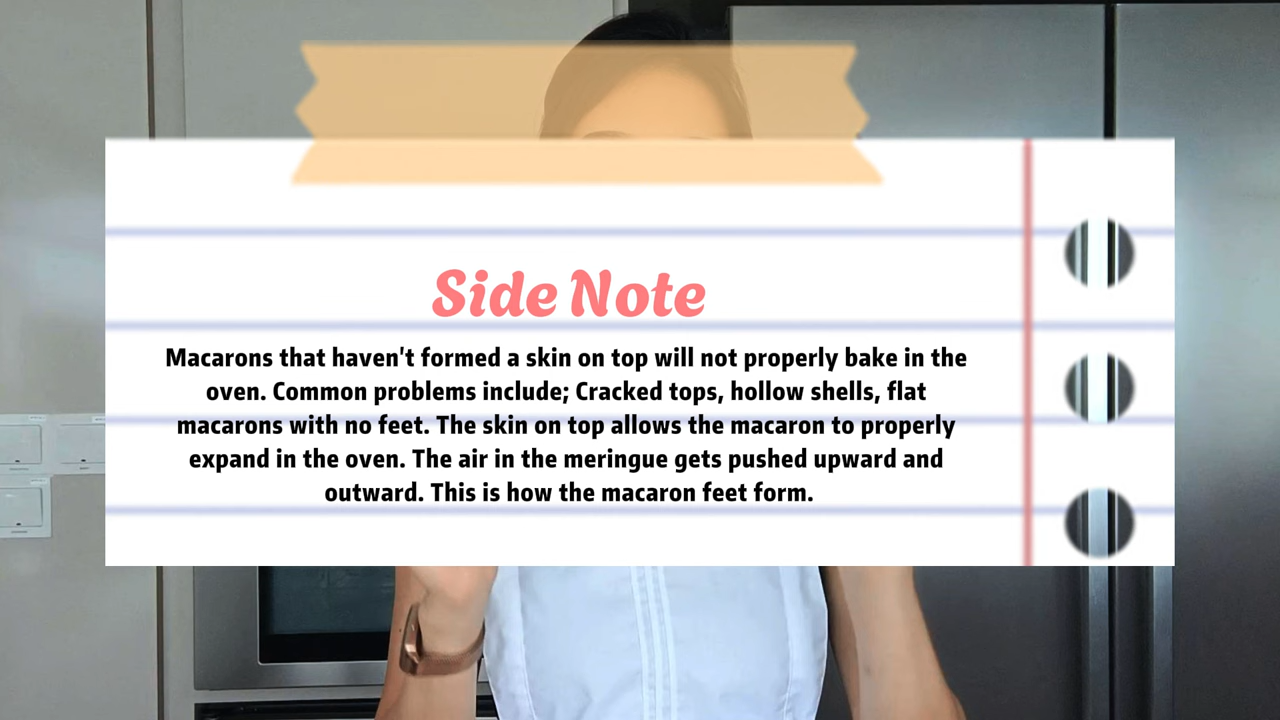 Side Note
Macarons that haven't formed a skin on top will not properly bake in the
oven. Common problems include; Cracked tops, hollow shells, flat
macarons with no feet. The skin on top allows the macaron to properly
expand in the oven. The air in the meringue gets pushed upward and
outward. This is how the macaron feet form.